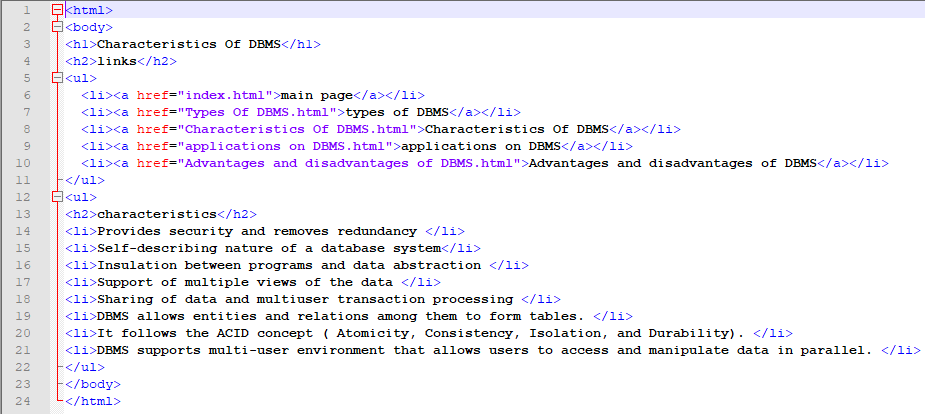 1 <html>
2 <body>
3 <h1>Characteristics Of DBMS</h1>
4 <h2>links</h2>
5 <ul>
6 <li><a href="index.html">main page</a></li>
7 <li><a href="Types Of DBMS.html">types of DBMS</a></li>
8 <li><a href="Characteristics Of DBMS.html">Characteristics Of DBMS</a></li>
9 <li><a href="applications on DBMS.html">applications on DBMS</a></li>
10 <li><a href="Advantages and disadvantages of DBMS.html">Advantages and disadvantages of DBMS</a></li>
11 </ul>
12 <ul>
13 <h2>characteristics</h2>
14 <li>Provides security and removes redundancy </li>
15 <li>Self-describing nature of a database system</li>
16 <li>Insulation between programs and data abstraction </li>
17 <li>Support of multiple views of the data </li>
18 <li>Sharing of data and multiuser transaction processing </li>
19 <li>DBMS allows entities and relations among them to form tables. </li>
20 <li>It follows the ACID concept ( Atomicity, Consistency, Isolation, and Durability). </li>
21 <li>DBMS supports multi-user environment that allows users to access and manipulate data in parallel. </li>
22 </ul>
23 </body>
24 </html>